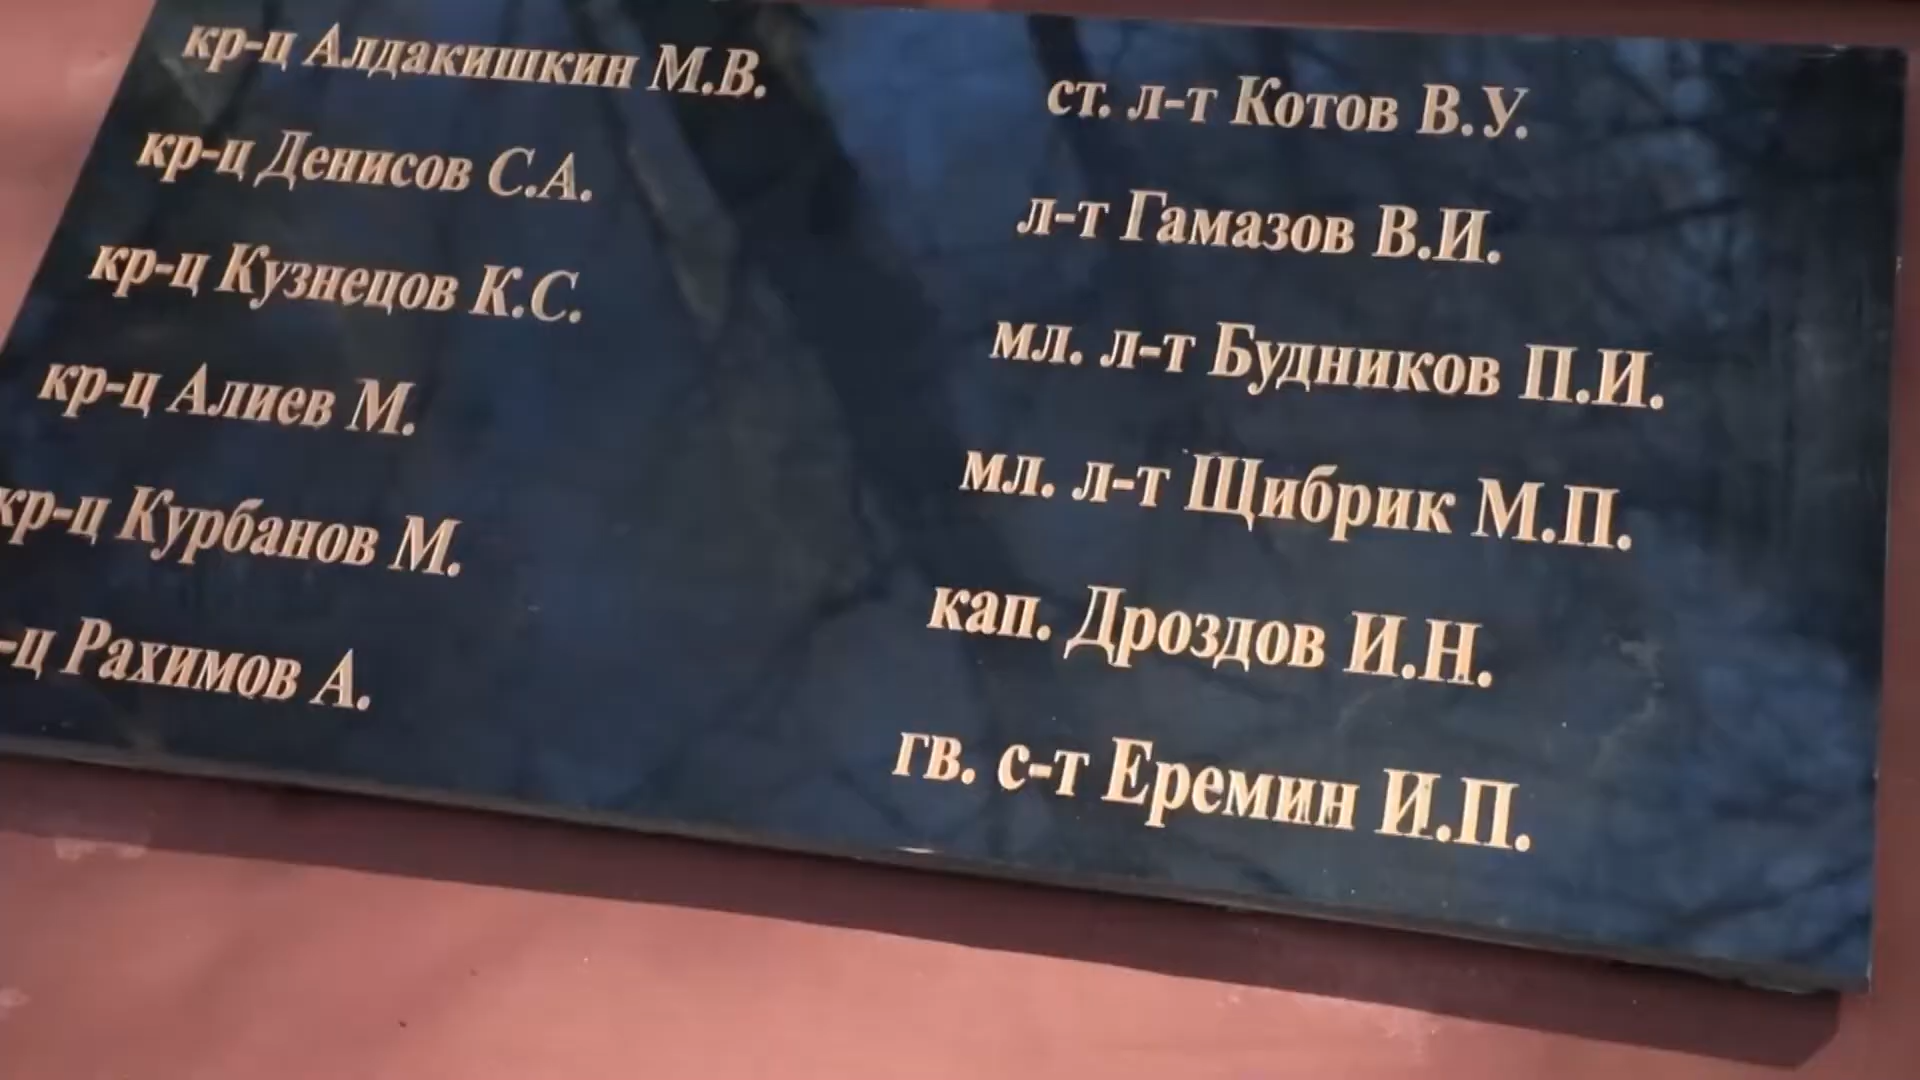 кр-ц Алдакишкин М.В.
кр-ц Денисов С.А.
кр-ц Кузнецов К.С.
кр-ц Алиев М.
кр-ц Курбанов М.
-ц Рахимов А.
ст. л-т Котов В.У.
л-т Гамазов В.И.
мл. л-т Будников П.И.
мл. л-т Щибрик М.П.
кап. Дроздов И.Н.
гв. с-т Еремин И.П.